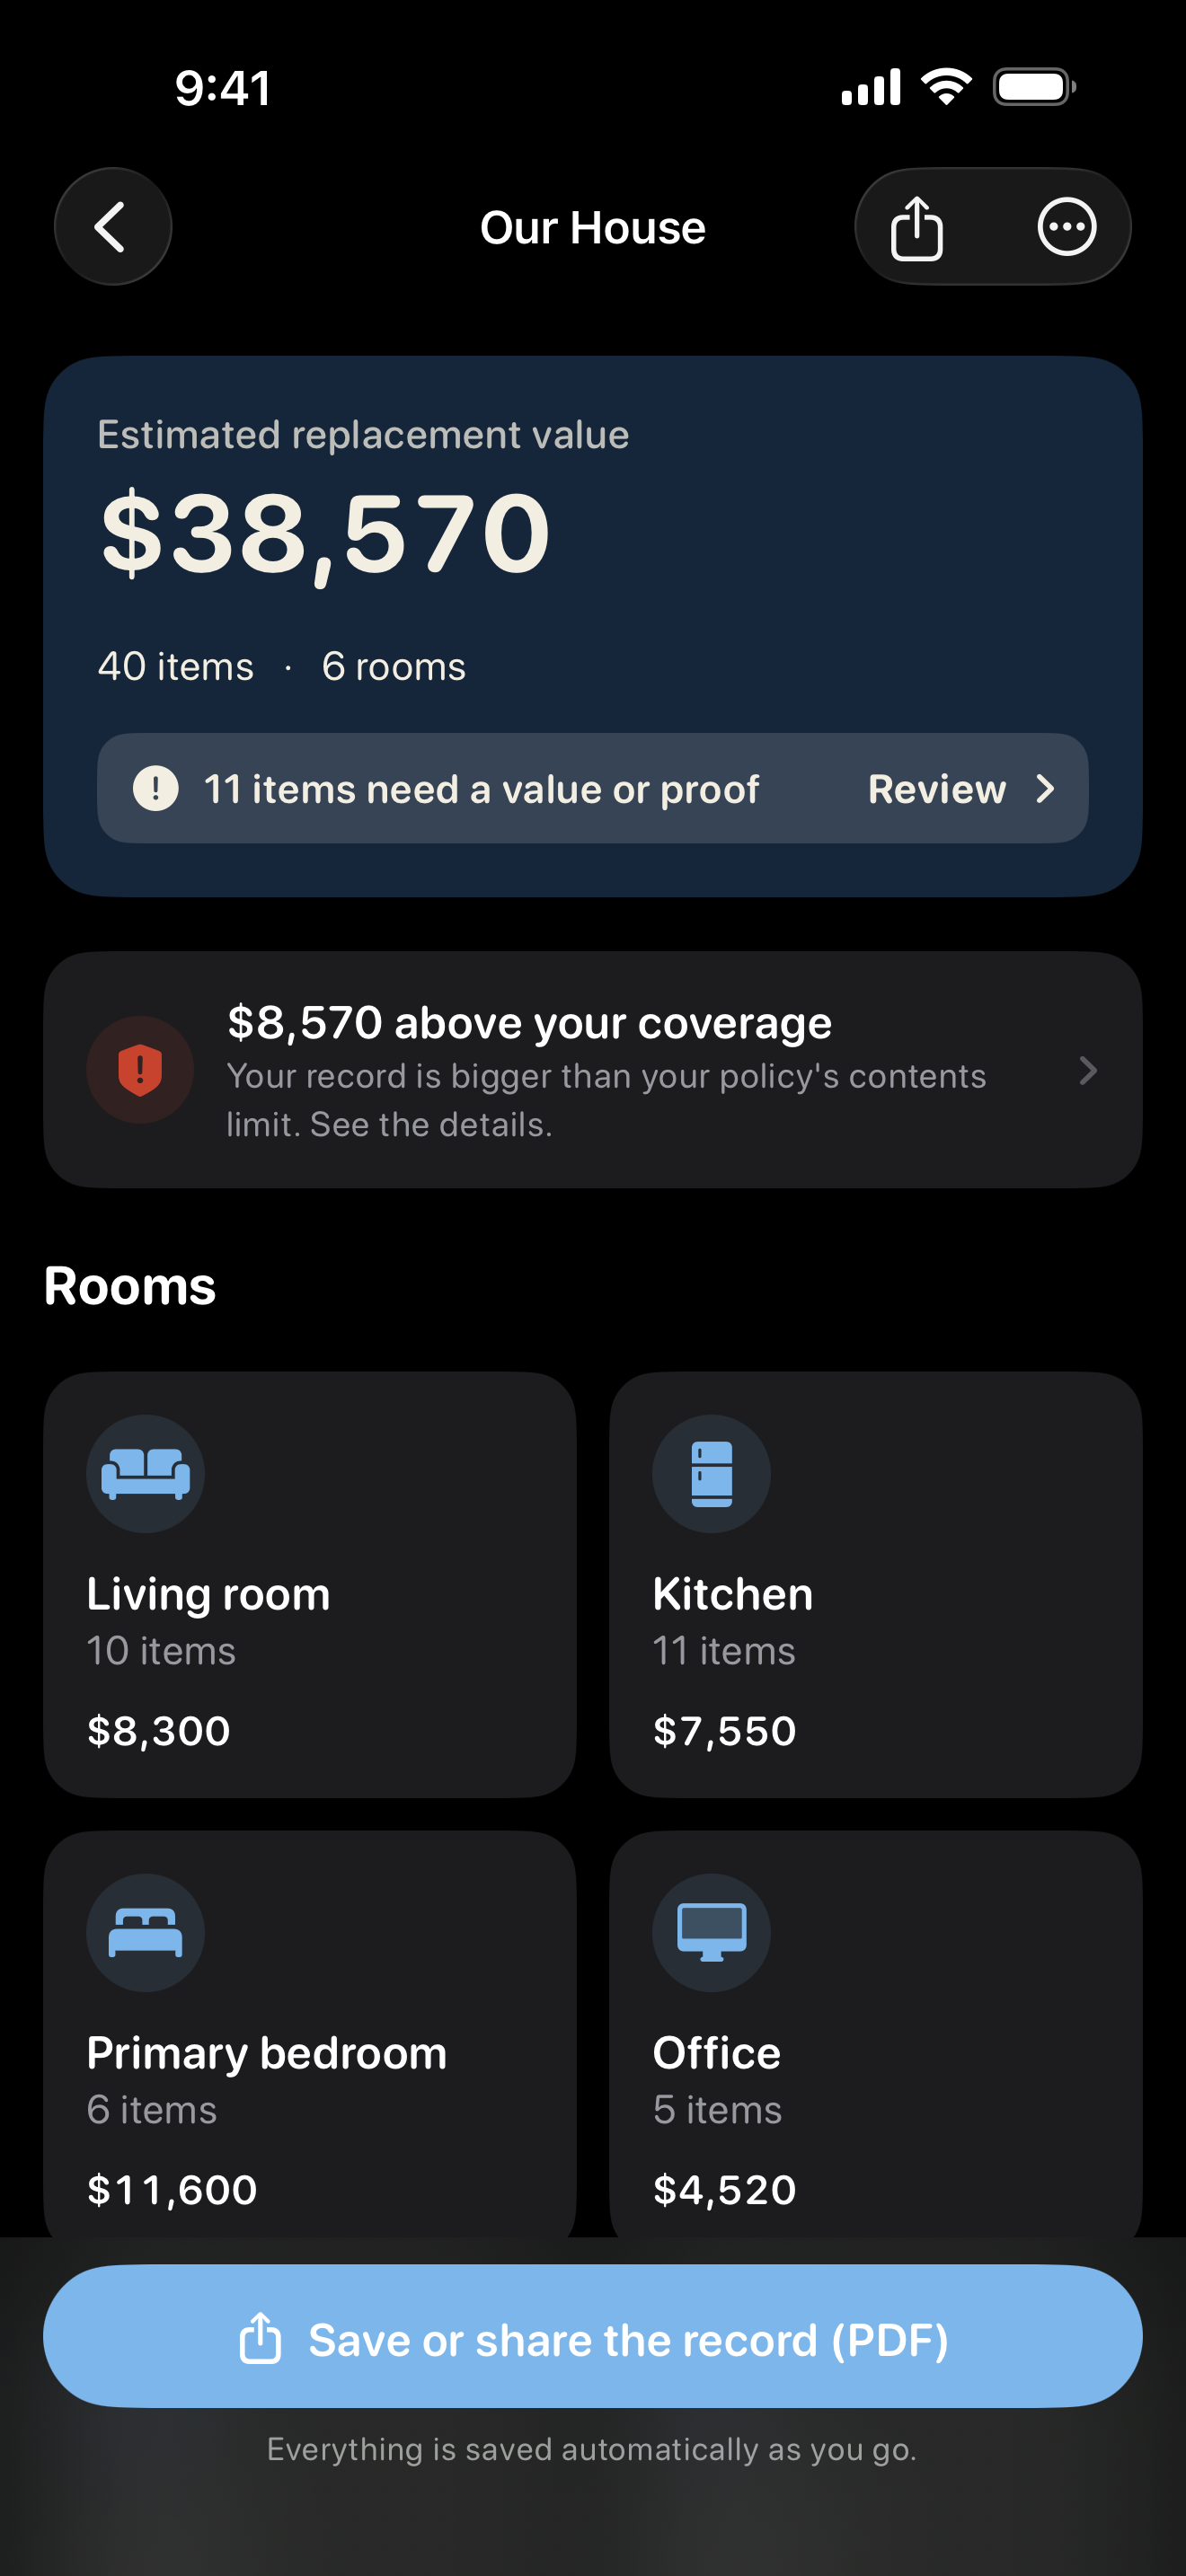 9:41
Our House
Estimated replacement value
$38,570
40 items · 6 rooms
11 items need a value or proof Review
$8,570 above your coverage
Your record is bigger than your policy's contents
limit. See the details.
Rooms
Living room
10 items
$8,300
Kitchen
11 items
$7,550
Primary bedroom
6 items
$11,600
Office
5 items
$4,520
Save or share the record (PDF)
Everything is saved automatically as you go.